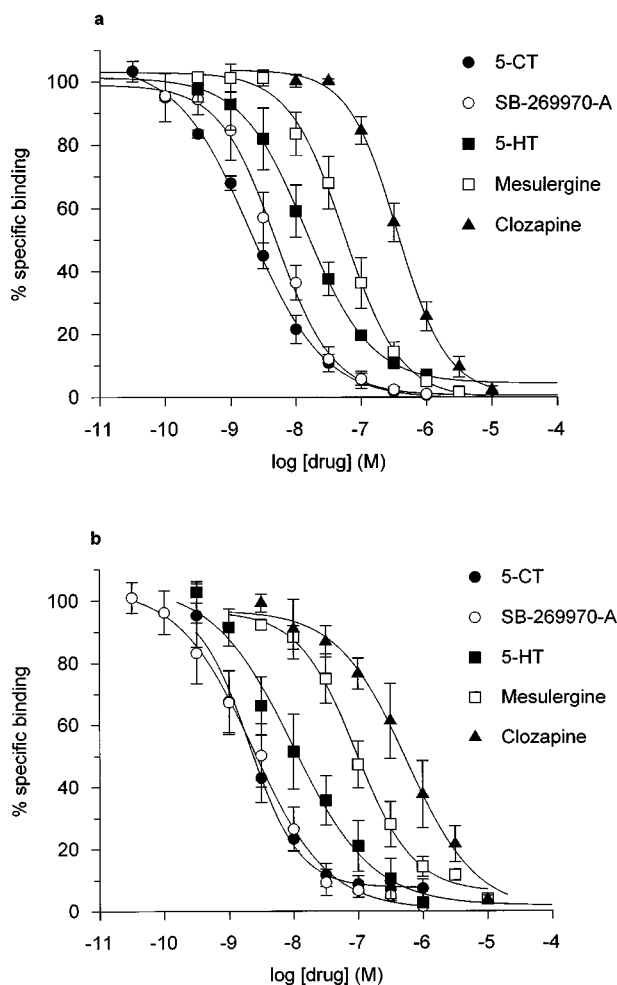 a
100
80
60
40
20
0
% specific binding
-11 -10 -9 -8 -7 -6 -5 -4
log [drug] (M)
5-CT
SB-269970-A
5-HT
Mesulergine
Clozapine
b
100
80
60
40
20
0
% specific binding
-11 -10 -9 -8 -7 -6 -5 -4
log [drug] (M)
5-CT
SB-269970-A
5-HT
Mesulergine
Clozapine